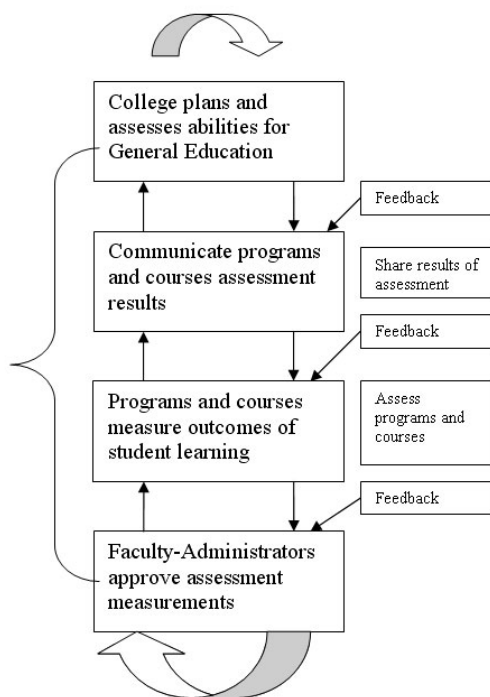 College plans and
assesses abilities for
General Education
Feedback
Communicate programs
and courses assessment
results
Share results of
assessment
Feedback
Programs and courses
measure outcomes of
student learning
Assess
programs and
courses
Feedback
Faculty-Administrators
approve assessment
measurements